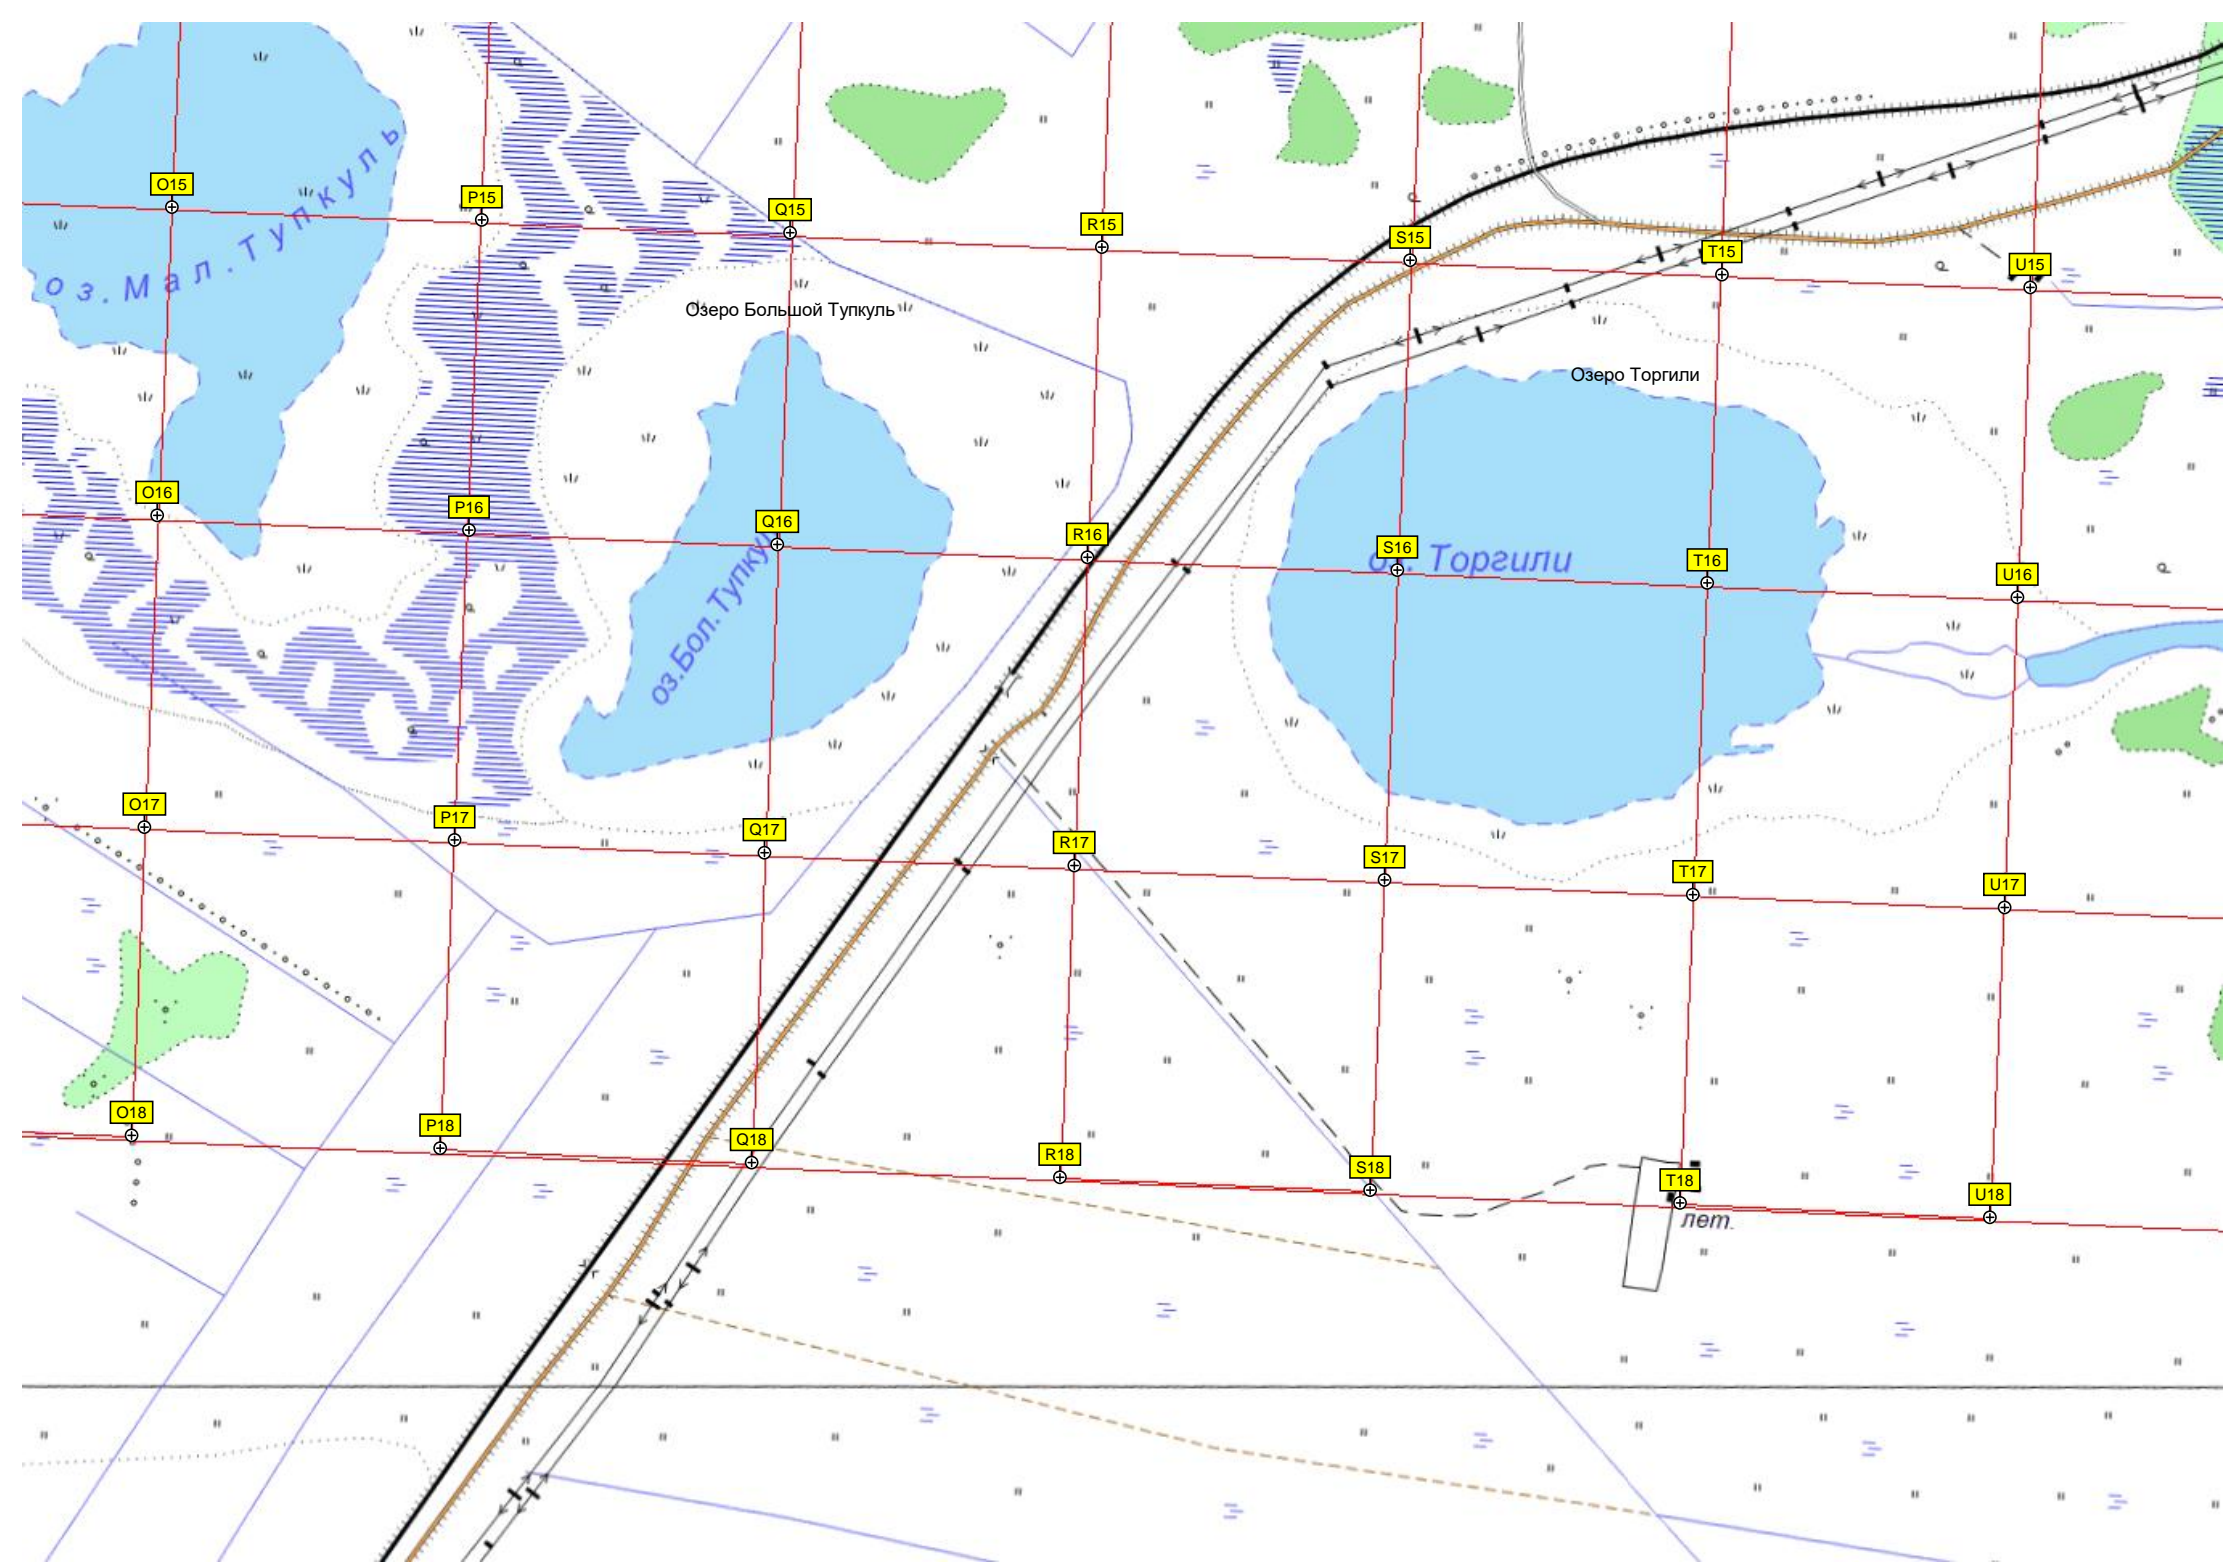 оз.Мал.Тупкуль
O15
P15
Q15
R15
S15
T15
U15
Озеро Большой Тупкуль
Озеро Торгили
O16
P16
Q16
R16
S16
T16
U16
оз. Торгили
оз.Бол.Тупкуль
O17
P17
Q17
R17
S17
T17
U17
O18
P18
Q18
R18
S18
T18
U18
лет.